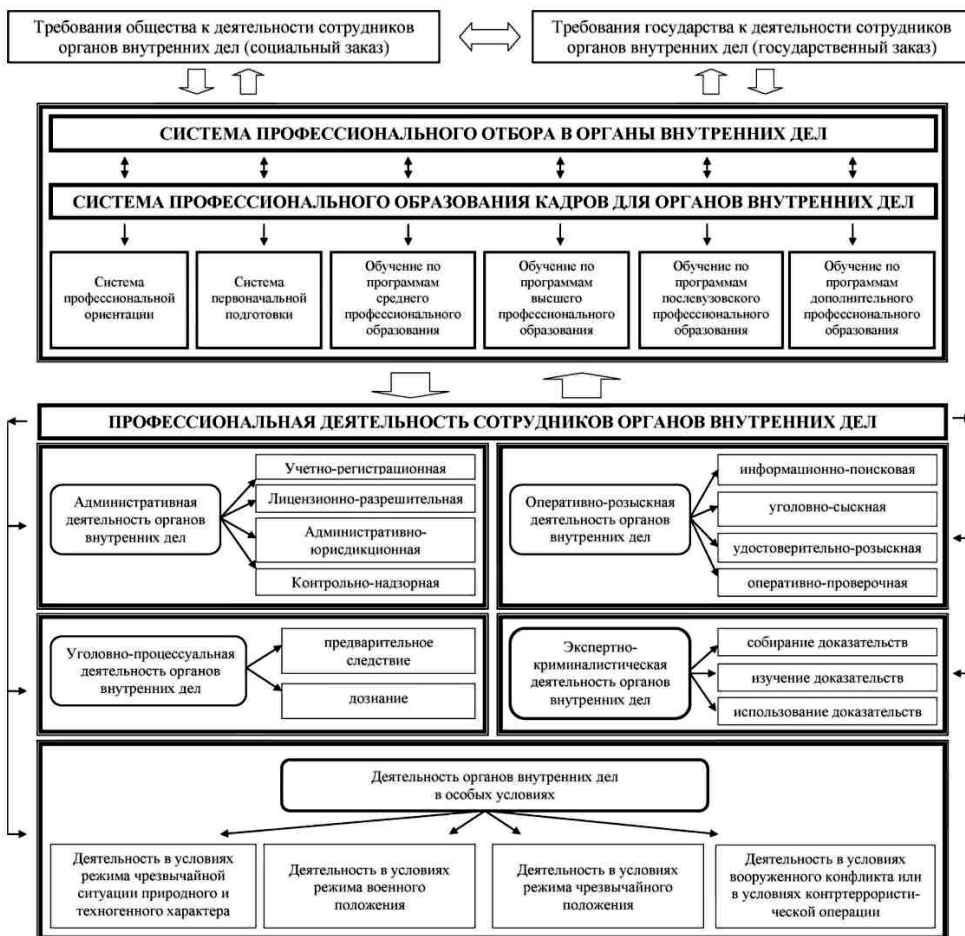 Требования общества к деятельности сотрудников
органов внутренних дел (социальный заказ)
Требования государства к деятельности сотрудников
органов внутренних дел (государственный заказ)
СИСТЕМА ПРОФЕССИОНАЛЬНОГО ОТБОРА В ОРГАНЫ ВНУТРЕННИХ ДЕЛ
СИСТЕМА ПРОФЕССИОНАЛЬНОГО ОБРАЗОВАНИЯ КАДРОВ ДЛЯ ОРГАНОВ ВНУТРЕННИХ ДЕЛ
Система
профессиональной
ориентации
Система
первоначальной
подготовки
Обучение по
программам
среднего
профессионального
образования
Обучение по
программам
высшего
профессионального
образования
Обучение по
программам
послевузовского
профессионального
образования
Обучение по
программам
дополнительного
профессионального
образования
ПРОФЕССИОНАЛЬНАЯ ДЕЯТЕЛЬНОСТЬ СОТРУДНИКОВ ОРГАНОВ ВНУТРЕННИХ ДЕЛ
Административная
деятельность органов
внутренних дел
Учетно-регистрационная
Лицензионно-разрешительная
Административно-
юрисдикционная
Контрольно-надзорная
Оперативно-розыскная
деятельность органов
внутренних дел
информационно-поисковая
уголовно-сыскная
удостоверительно-розыскная
оперативно-проверочная
Уголовно-процессуальная
деятельность органов
внутренних дел
предварительное
следствие
дознание
Экспертно-
криминалистическая
деятельность органов
внутренних дел
собирание доказательств
изучение доказательств
использование доказательств
Деятельность органов внутренних дел
в особых условиях
Деятельность в условиях
режима чрезвычайной
ситуации природного и
техногенного характера
Деятельность в условиях
режима военного
положения
Деятельность в условиях
режима чрезвычайного
положения
Деятельность в условиях
вооруженного конфликта или
в условиях контртеррористи-
ческой операции